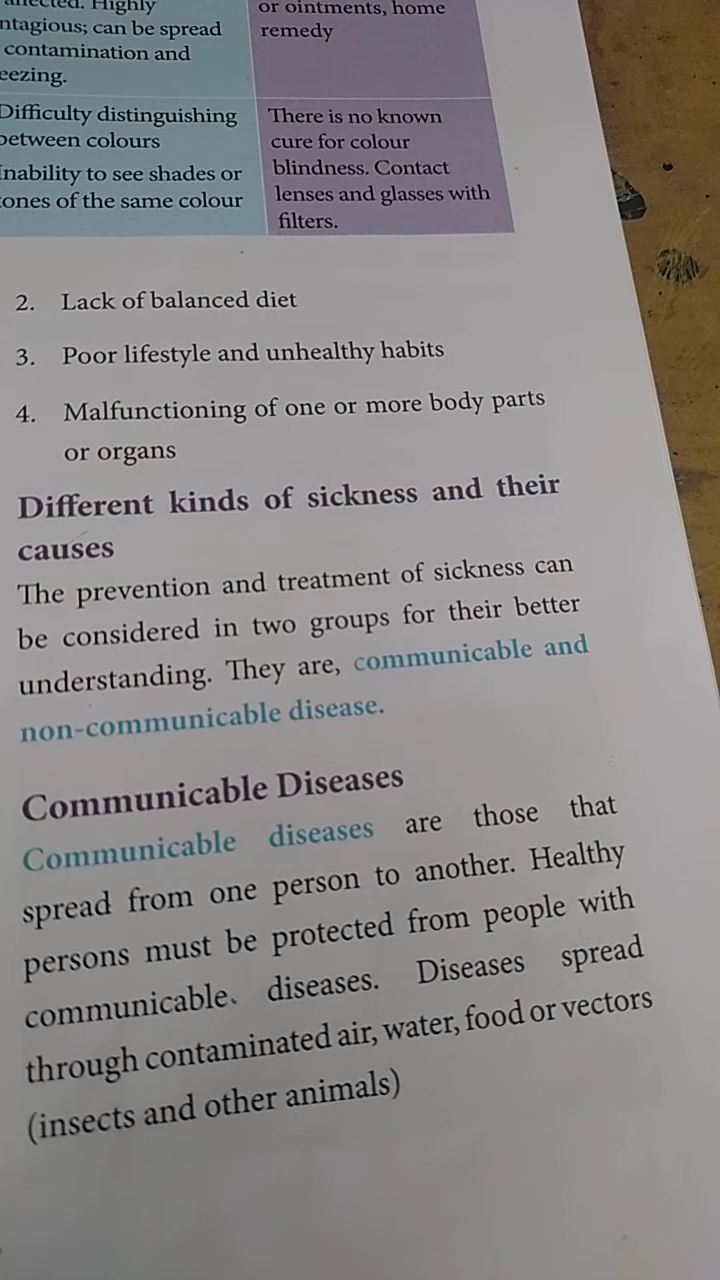 Highly
or ointments, home
can be spread
remedy
contamination and
Difficulty distinguishing
There is no known
between colours
cure for colour
Inability to see shades or
blindness. Contact
tones of the same colour
lenses and glasses with
filters.
2. Lack of balanced diet
3. Poor lifestyle and unhealthy habits
4. Malfunctioning of one or more body parts
or organs
Different kinds of sickness and their
causes
The prevention and treatment of sickness can
be considered in two groups for their better
understanding. They are, communicable and
non-communicable disease.
Communicable Diseases
Communicable diseases are those that
spread from one person to another. Healthy
persons must be protected from people with
communicable diseases. Diseases spread
through contaminated air, water, food or vectors
(insects and other animals)